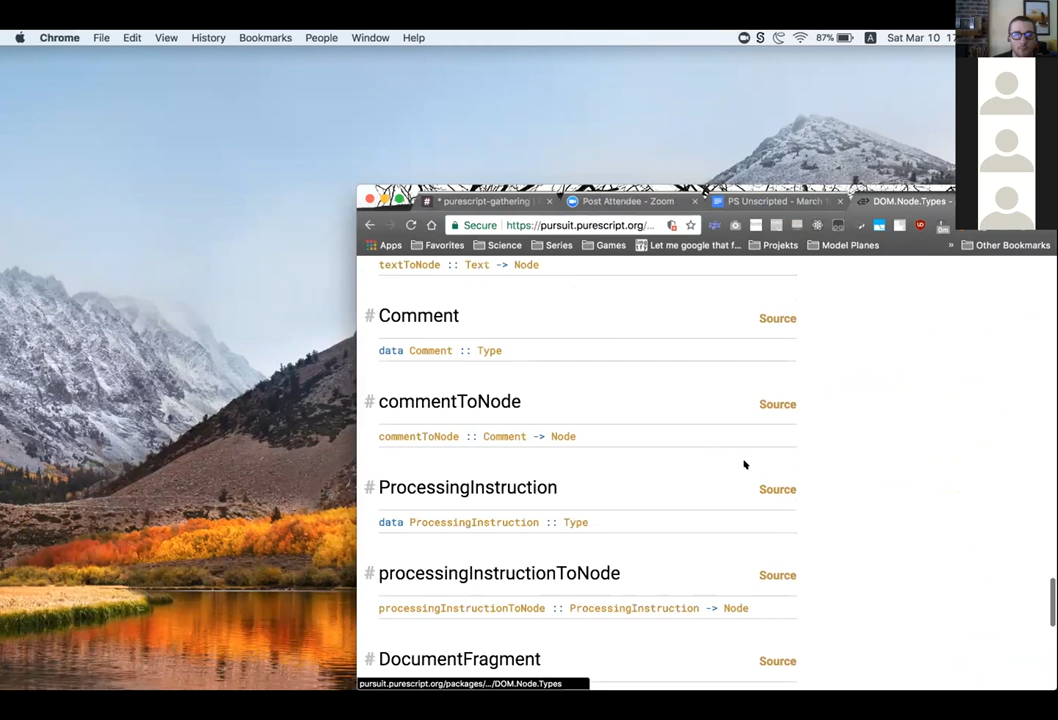 Chrome File Edit View History Bookmarks People Window Help
87% A Sat Mar 10 17
* purescript-gathering
Post Attendee - Zoom
PS Unscripted - March
DOM.Node.Types -
Secure https://pursuit.purescript.org/...
Apps Favorites Science Series Games Let me google that f... Projekts Model Planes » Other Bookmarks
textToNode :: Text -> Node
# Comment Source
data Comment :: Type
# commentToNode Source
commentToNode :: Comment -> Node
# ProcessingInstruction Source
data ProcessingInstruction :: Type
# processingInstructionToNode Source
processingInstructionToNode :: ProcessingInstruction -> Node
# DocumentFragment Source
pursuit.purescript.org/packages/.../DOM.Node.Types